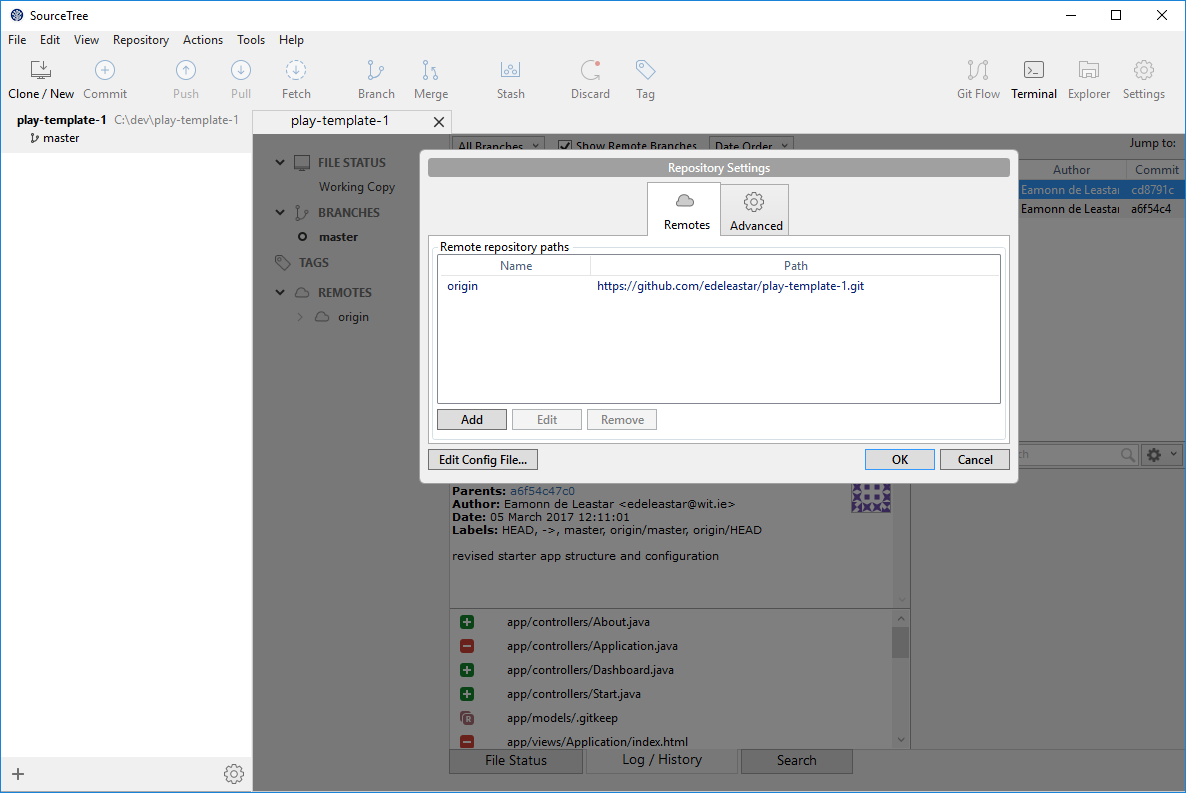 SourceTree
File Edit View Repository Actions Tools Help
Clone / New Commit Push Pull Fetch Branch Merge Stash Discard Tag Git Flow Terminal Explorer Settings
play-template-1 C:\dev\play-template-1
master
play-template-1
FILE STATUS
Working Copy
BRANCHES
master
TAGS
REMOTES
origin
All Branches Show Remote Branches Date Order Jump to:
Author Commit
Eamonn de Leastar cd8791c
Eamonn de Leastar a6f54c4
Repository Settings
Remotes Advanced
Remote repository paths
Name Path
origin https://github.com/edeleastar/play-template-1.git
Add Edit Remove
Edit Config File... OK Cancel
Parents: a6f54c47c0
Author: Eamonn de Leastar <edeleastar@wit.ie>
Date: 05 March 2017 12:11:01
Labels: HEAD, ->, master, origin/master, origin/HEAD
revised starter app structure and configuration
app/controllers/About.java
app/controllers/Application.java
app/controllers/Dashboard.java
app/controllers/Start.java
R app/models/.gitkeep
app/views/Application/index.html
File Status Log / History Search